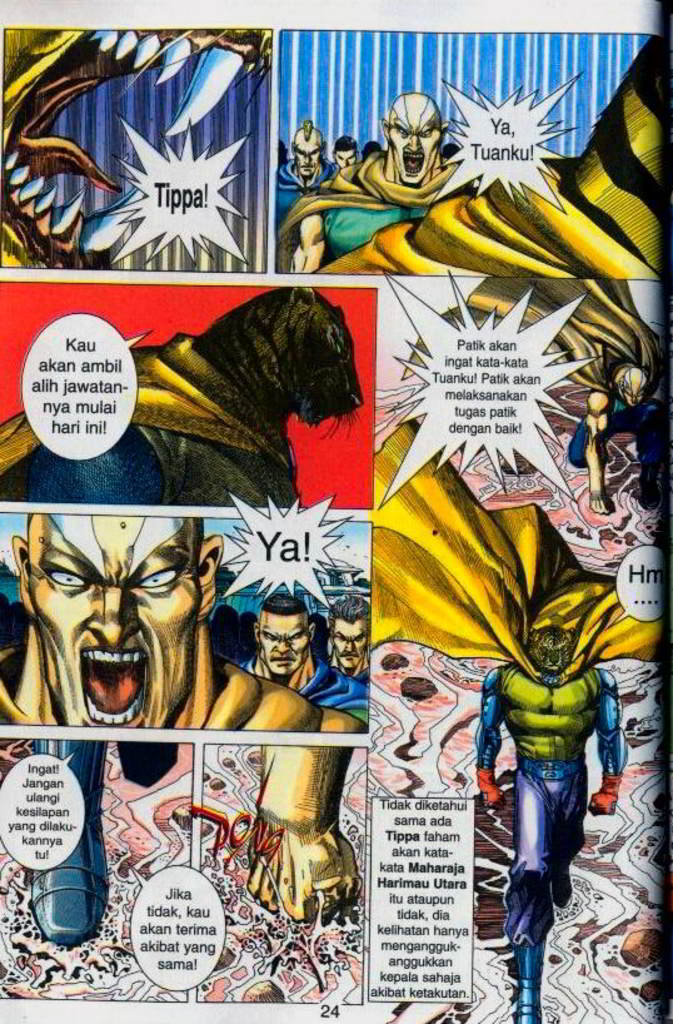 Tippa!
Ya,
Tuanku!
Kau
akan ambil
alih jawatan-
nya mulai
hari ini!
Patik akan
ingat kata-kata
Tuanku! Patik akan
melaksanakan
tugas patik
dengan baik!
Ya!
Hm
....
Ingat!
Jangan
ulangi
kesilapan
yang dilaku-
kannya
tu!
Jika
tidak, kau
akan terima
akibat yang
sama!
Tidak diketahui
sama ada
Tippa faham
akan kata-
kata Maharaja
Harimau Utara
itu ataupun
tidak, dia
kelihatan hanya
mengangguk-
anggukkan
kepala sahaja
akibat ketakutan.
24